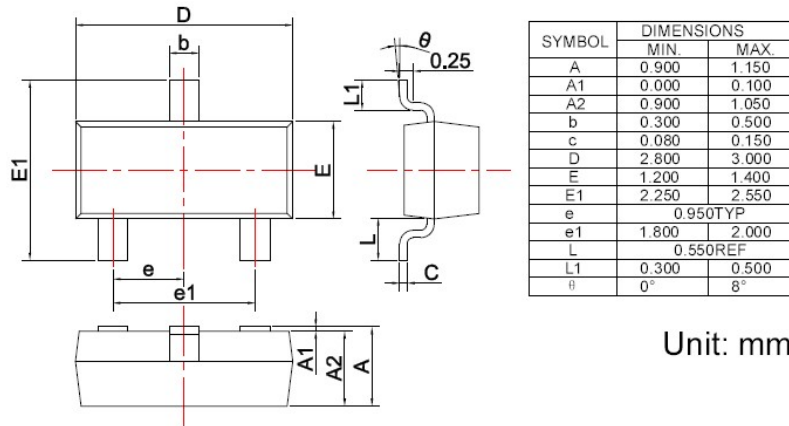 D
b
θ
0.25
L1
E1
E
L
C
e
e1
A1
A2
A
SYMBOL DIMENSIONS
MIN. MAX.
A 0.900 1.150
A1 0.000 0.100
A2 0.900 1.050
b 0.300 0.500
c 0.080 0.150
D 2.800 3.000
E 1.200 1.400
E1 2.250 2.550
e 0.950TYP
e1 1.800 2.000
L 0.550REF
L1 0.300 0.500
θ 0° 8°
Unit: mm